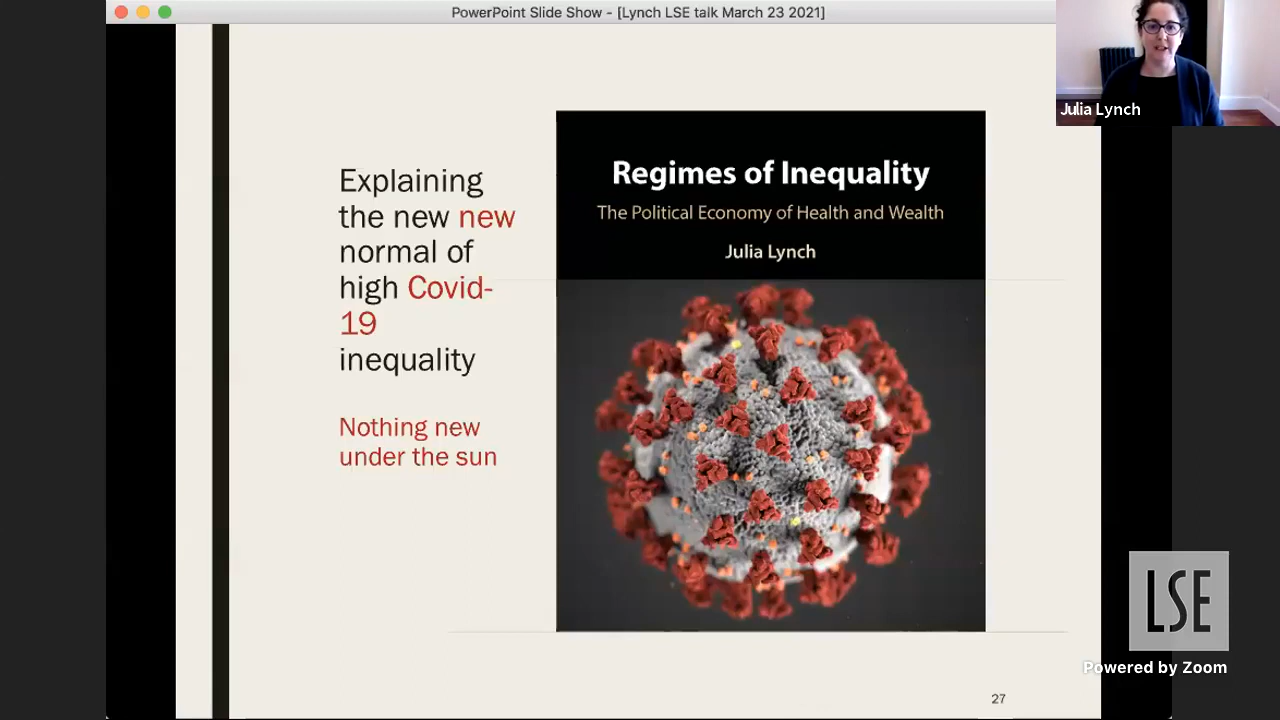 PowerPoint Slide Show - [Lynch LSE talk March 23 2021]
Julia Lynch
Explaining
the new new
normal of
high Covid-
19
inequality
Nothing new
under the sun
Regimes of Inequality
The Political Economy of Health and Wealth
Julia Lynch
LSE
Powered by Zoom
27